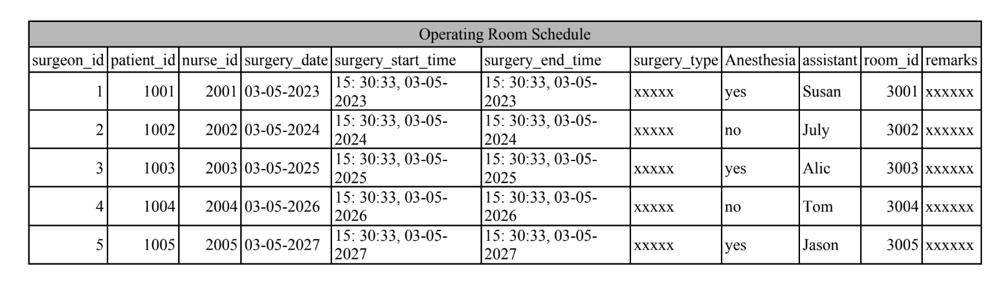 Operating Room Schedule
surgeon_id patient_id nurse_id surgery_date surgery_start_time surgery_end_time surgery_type Anesthesia assistant room_id remarks
1 1001 2001 03-05-2023 15: 30:33, 03-05-2023 15: 30:33, 03-05-2023 xxxxx yes Susan 3001 xxxxxx
2 1002 2002 03-05-2024 15: 30:33, 03-05-2024 15: 30:33, 03-05-2024 xxxxx no July 3002 xxxxxx
3 1003 2003 03-05-2025 15: 30:33, 03-05-2025 15: 30:33, 03-05-2025 xxxxx yes Alic 3003 xxxxxx
4 1004 2004 03-05-2026 15: 30:33, 03-05-2026 15: 30:33, 03-05-2026 xxxxx no Tom 3004 xxxxxx
5 1005 2005 03-05-2027 15: 30:33, 03-05-2027 15: 30:33, 03-05-2027 xxxxx yes Jason 3005 xxxxxx